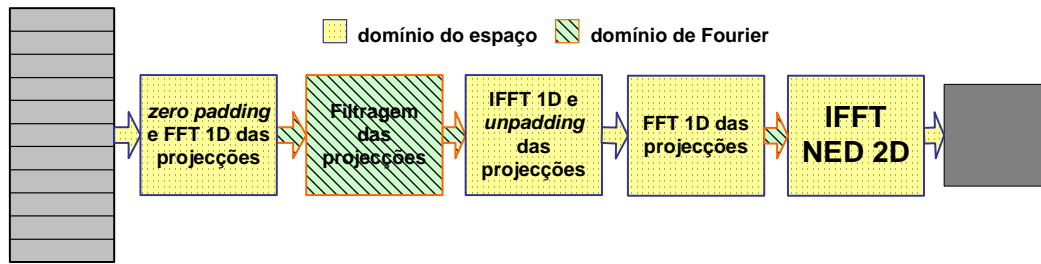 domínio do espaço domínio de Fourier
zero padding
e FFT 1D das
projecções
Filtragem
das
projecções
IFFT 1D e
unpadding
das
projecções
FFT 1D das
projecções
IFFT
NED 2D